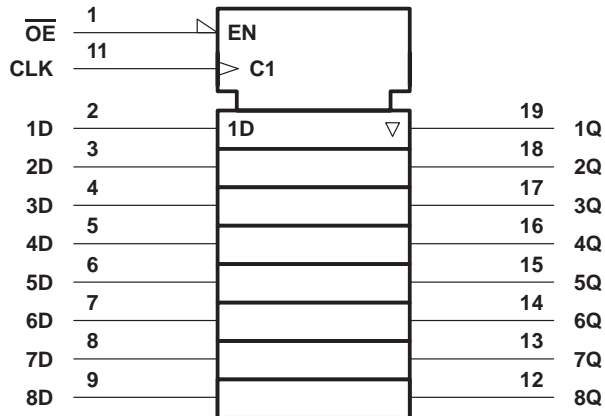 1
OE EN
11
CLK C1
2 19
1D 1D 1Q
3 18
2D 2Q
4 17
3D 3Q
5 16
4D 4Q
6 15
5D 5Q
7 14
6D 6Q
8 13
7D 7Q
9 12
8D 8Q